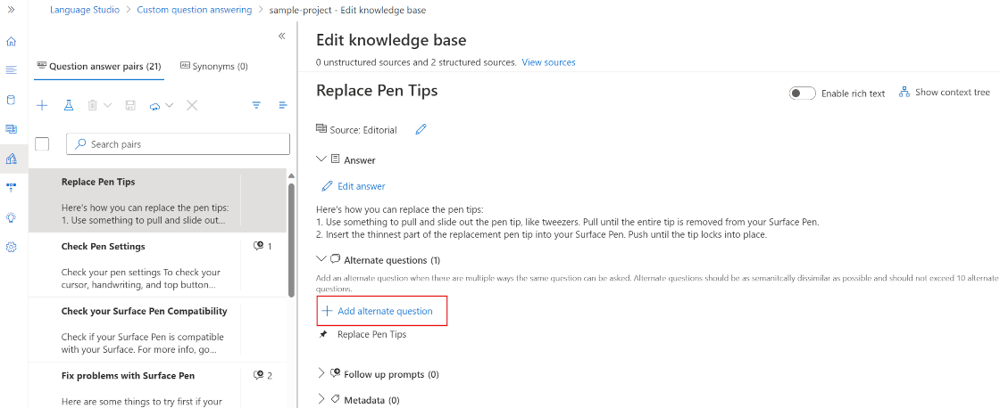 Language Studio > Custom question answering > sample-project - Edit knowledge base
Question answer pairs (21)
Synonyms (0)
Search pairs
Replace Pen Tips
Here's how you can replace the pen tips:
1. Use something to pull and slide out...
Check Pen Settings
1
Check your pen settings To check your
cursor, handwriting, and top button...
Check your Surface Pen Compatibility
Check if your Surface Pen is compatible
with your Surface. For more info, go...
Fix problems with Surface Pen
2
Here are some things to try first if your
Edit knowledge base
0 unstructured sources and 2 structured sources. View sources
Replace Pen Tips
Enable rich text
Show context tree
Source: Editorial
Answer
Edit answer
Here's how you can replace the pen tips:
1. Use something to pull and slide out the pen tip, like tweezers. Pull until the entire tip is removed from your Surface Pen.
2. Insert the thinnest part of the replacement pen tip into your Surface Pen. Push until the tip locks into place.
Alternate questions (1)
Add an alternate question when there are multiple ways the same question can be asked. Alternate questions should be as semanitcally dissimilar as possible and should not exceed 10 alternate
questions.
Add alternate question
Replace Pen Tips
Follow up prompts (0)
Metadata (0)